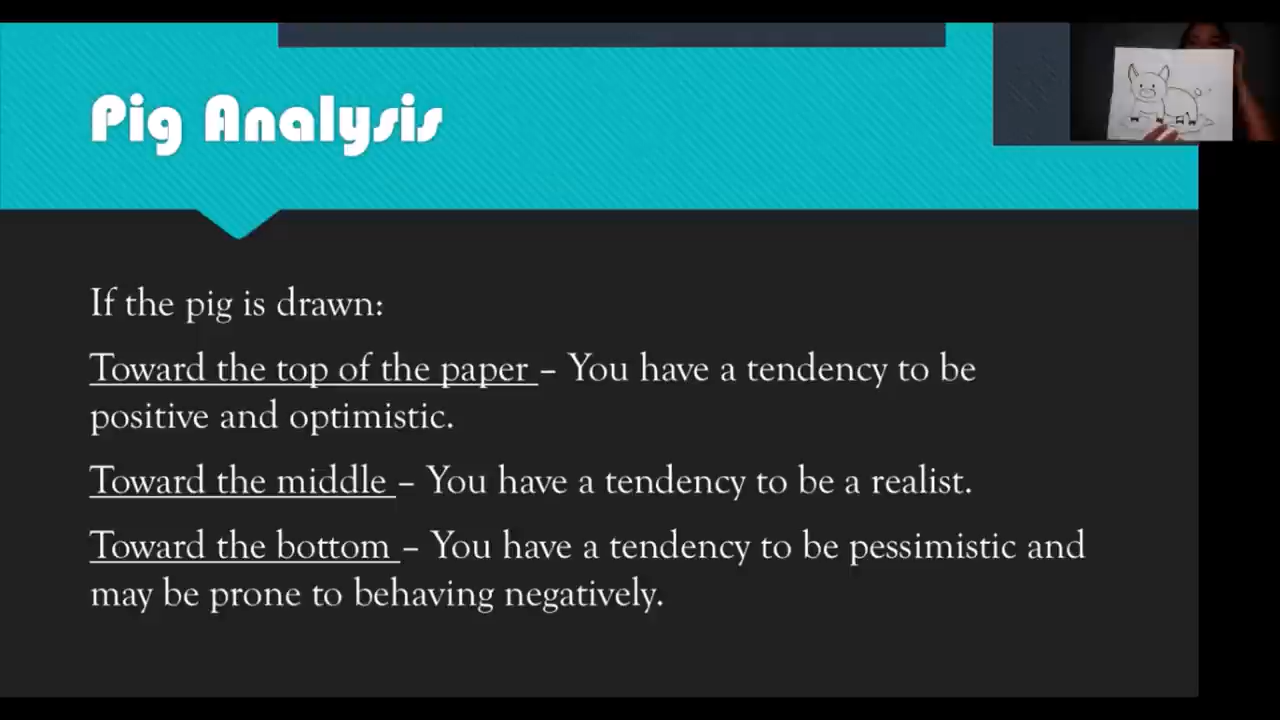 Pig Analysis
If the pig is drawn:
Toward the top of the paper – You have a tendency to be
positive and optimistic.
Toward the middle – You have a tendency to be a realist.
Toward the bottom – You have a tendency to be pessimistic and
may be prone to behaving negatively.